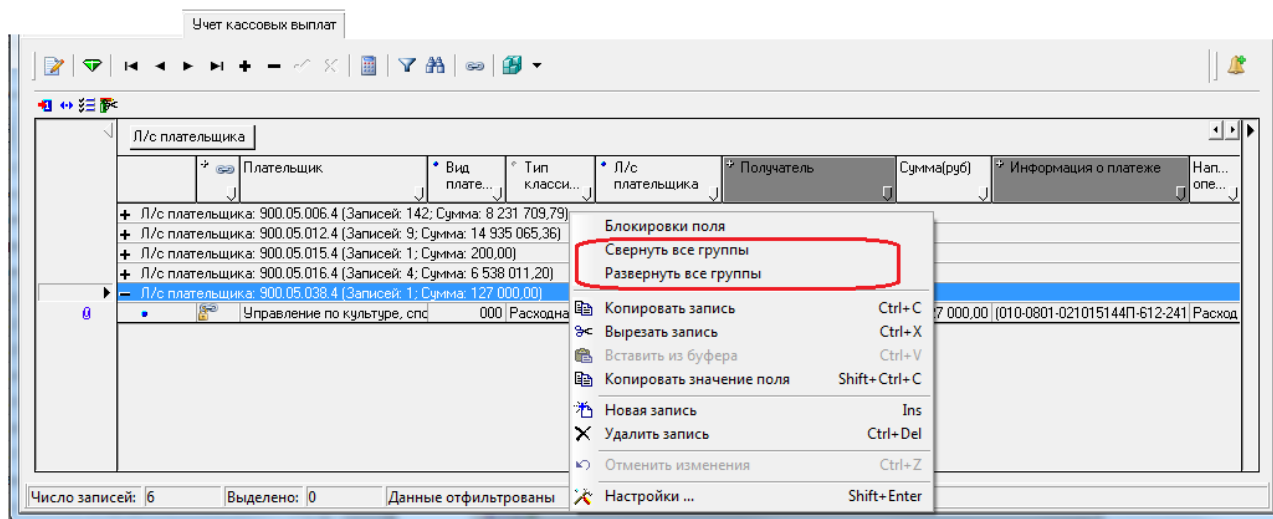 Учет кассовых выплат
Л/с плательщика
Плательщик
Вид плате...
Тип класси...
Л/с плательщика
Получатель
Сумма(руб)
Информация о платеже
Нап... опе...
Л/с плательщика: 900.05.006.4 (Записей: 142; Сумма: 8 231 709,79)
Л/с плательщика: 900.05.012.4 (Записей: 9; Сумма: 14 935 065,36)
Л/с плательщика: 900.05.015.4 (Записей: 1; Сумма: 200,00)
Л/с плательщика: 900.05.016.4 (Записей: 4; Сумма: 6 538 011,20)
Л/с плательщика: 900.05.038.4 (Записей: 1; Сумма: 127 000,00)
Управление по культуре, спо 000 Расходна 7 000,00 (010-0801-021015144П-612-241 Расход
Блокировки поля
Свернуть все группы
Развернуть все группы
Копировать запись Ctrl+C
Вырезать запись Ctrl+X
Вставить из буфера Ctrl+V
Копировать значение поля Shift+Ctrl+C
Новая запись Ins
Удалить запись Ctrl+Del
Отменить изменения Ctrl+Z
Настройки ... Shift+Enter
Число записей: 6 Выделено: 0 Данные отфильтрованы